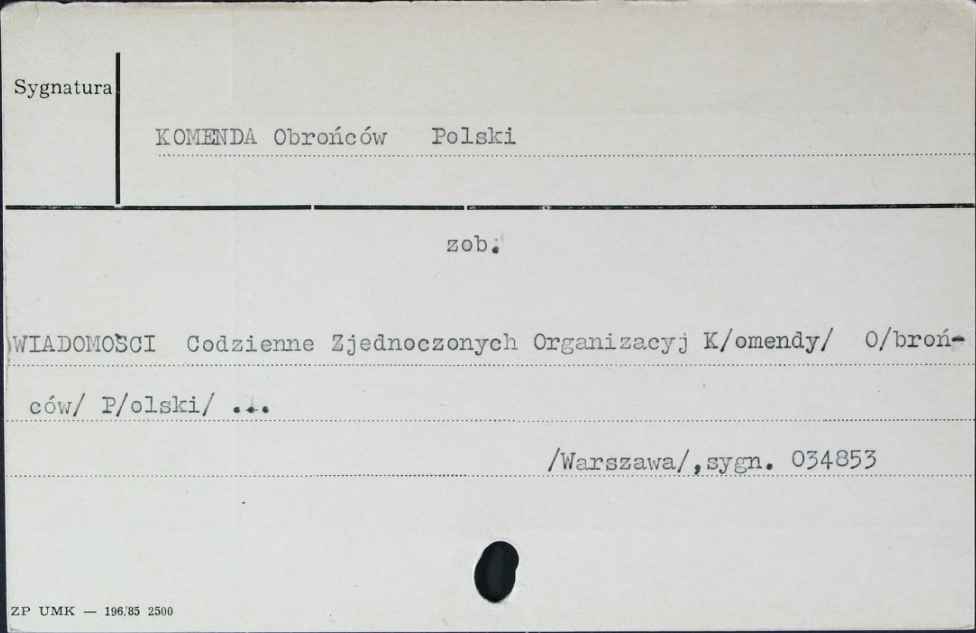 Sygnatura
KOMENDA Obrońców Polski
zob.
WIADOMOŚCI Codzienne Zjednoczonych Organizacyj K/omendy/ O/broń-
ców/ P/olski/ ...
/Warszawa/,sygn. 034853
ZP UMK — 196/85 2500